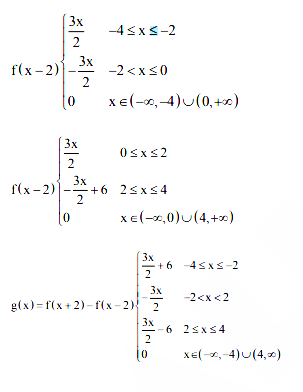 f(x−2){ 3x/2 −4≤x≤−2
−3x/2 −2<x≤0
0 x∈(−∞,−4)∪(0,+∞)
f(x−2){ 3x/2 0≤x≤2
−3x/2+6 2≤x≤4
0 x∈(−∞,0)∪(4,+∞)
g(x)=f(x+2)−f(x−2){ 3x/2+6 −4≤x≤−2
−3x/2 −2<x<2
3x/2−6 2≤x≤4
0 x∈(−∞,−4)∪(4,∞)